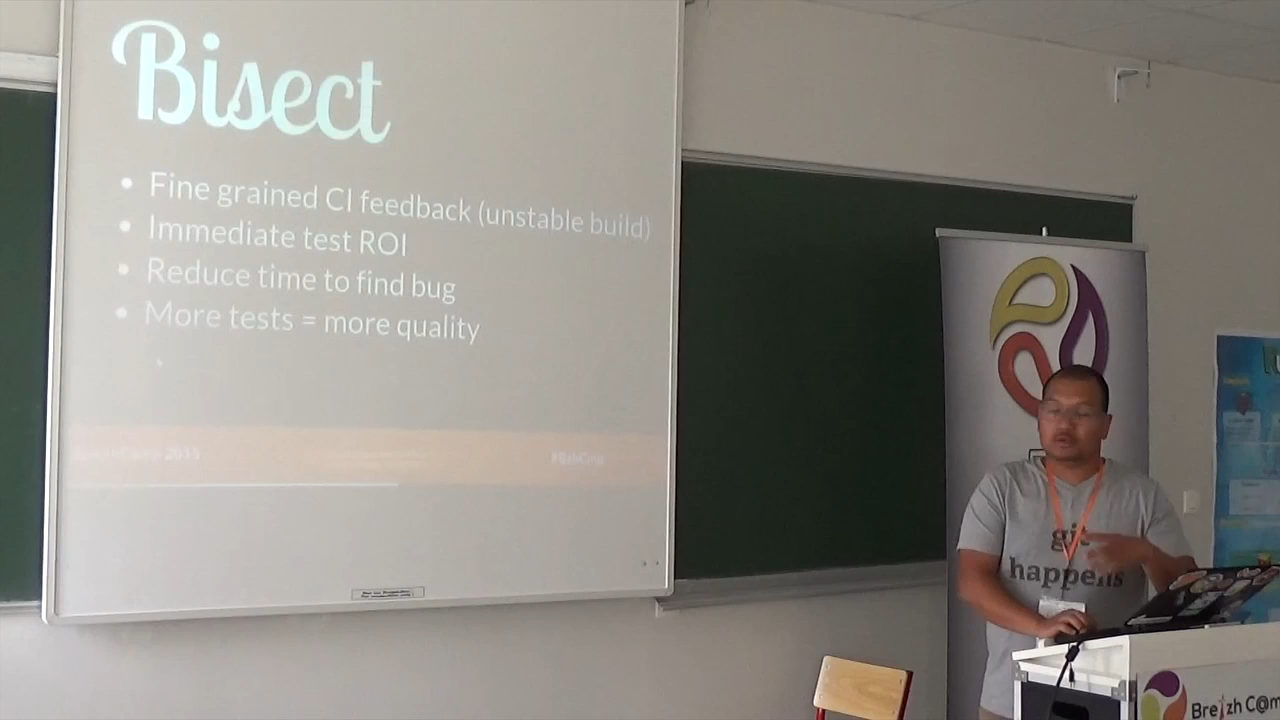 Bisect
• Fine grained CI feedback (unstable build)
• Immediate test ROI
• Reduce time to find bug
• More tests = more quality
git
happens
Breizh C@m